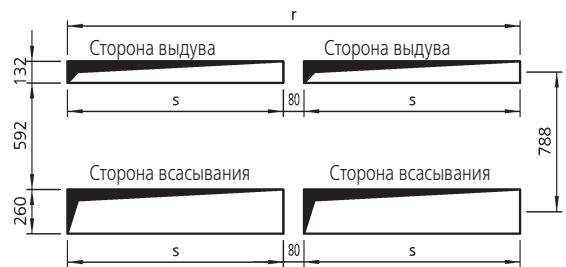 r
Сторона выдува Сторона выдува
132
s 80 s
592
788
Сторона всасывания Сторона всасывания
260
s 80 s